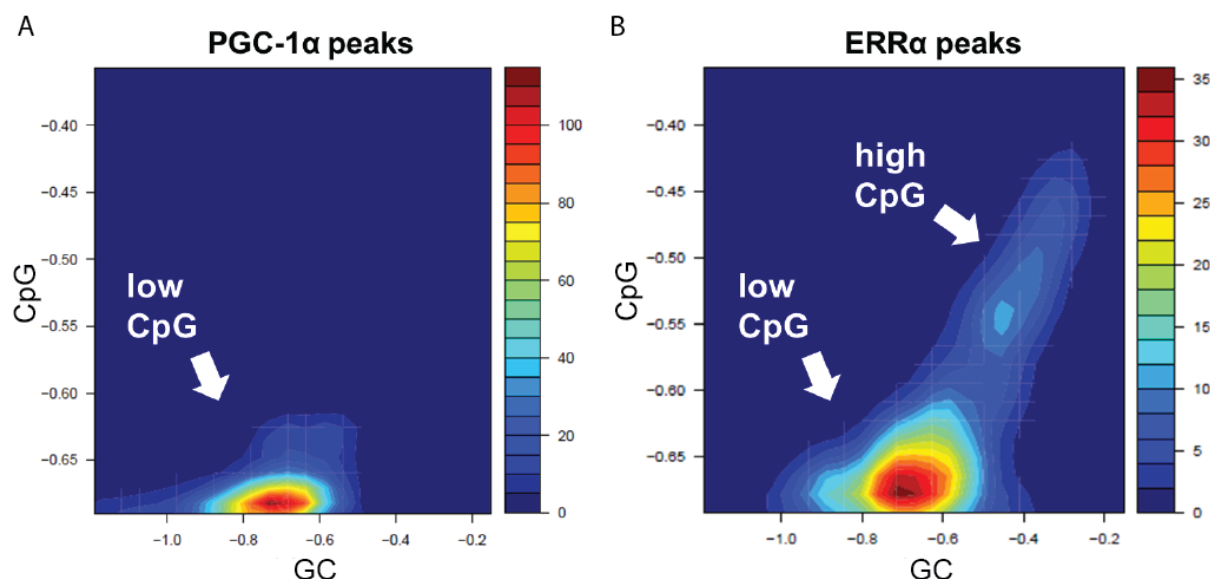 A
PGC-1α peaks
−0.40
−0.45
−0.50
−0.55
−0.60
−0.65
CpG
low
CpG
−1.0
−0.8
−0.6
−0.4
−0.2
GC
100
80
60
40
20
0
B
ERRα peaks
−0.40
−0.45
−0.50
−0.55
−0.60
−0.65
CpG
high
CpG
low
CpG
−1.0
−0.8
−0.6
−0.4
−0.2
GC
35
30
25
20
15
10
5
0